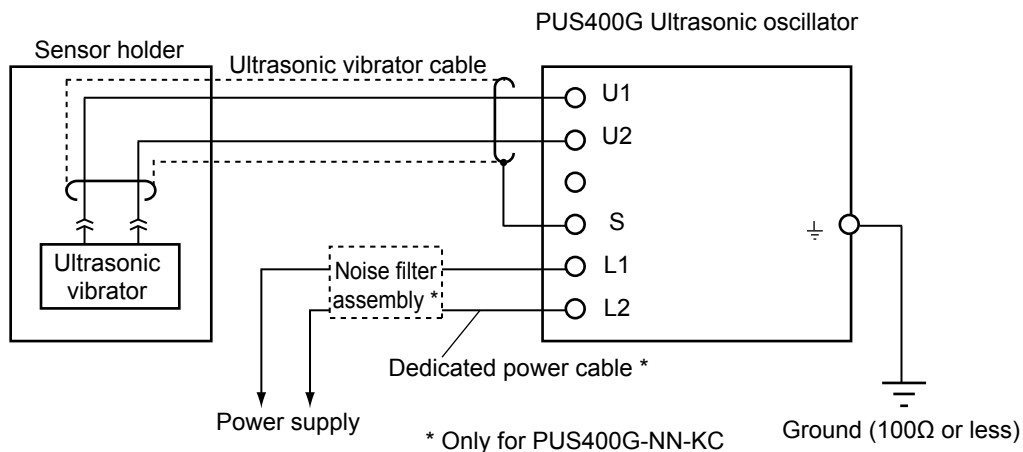 PUS400G Ultrasonic oscillator
Sensor holder
Ultrasonic vibrator cable
U1
U2
S
L1
L2
Ultrasonic
vibrator
Noise filter
assembly *
Dedicated power cable *
Power supply
Ground (100Ω or less)
* Only for PUS400G-NN-KC